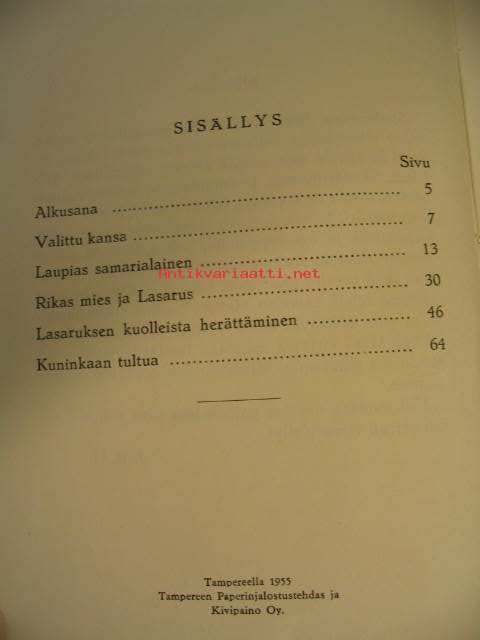 SISÄLLYS
Sivu
Alkusana ........................ 5
Valittu kansa ........................ 7
Laupias samarialainen ........................ 13
Antikvariaatti.net
Rikas mies ja Lasarus ........................ 30
Lasaruksen kuolleista herättäminen ............ 46
Kuninkaan tultua ........................ 64
Tampereella 1955
Tampereen Paperinjalostustehdas ja
Kivipaino Oy.